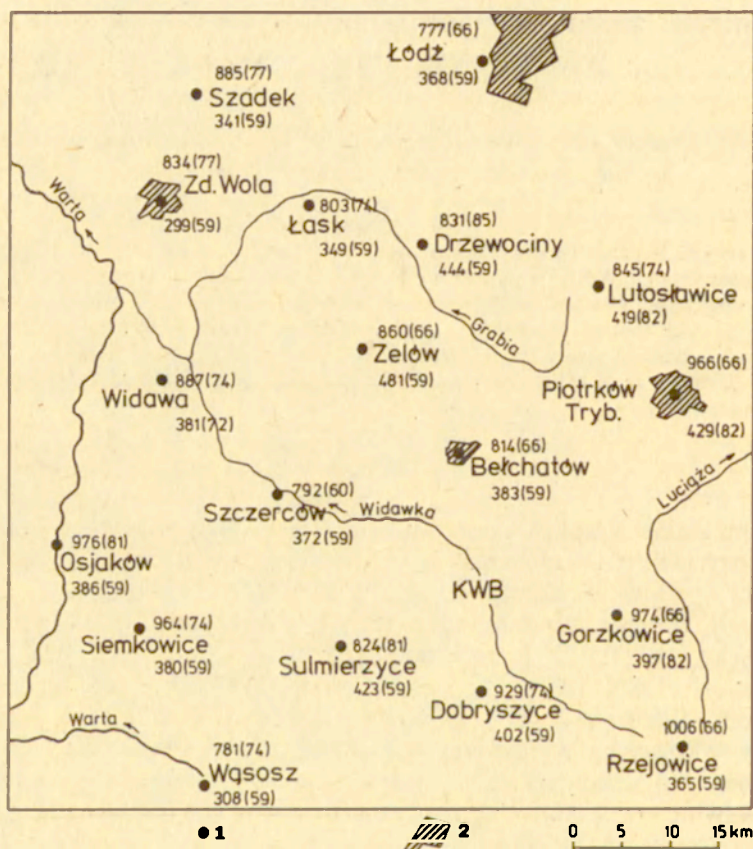 777(66)
Łódź
368(59)
885(77)
Szadek
341(59)
834(77)
Zd. Wola
299(59)
Warta
803(74)
Łask
349(59)
831(85)
Drzewociny
444(59)
845(74)
Lutosławice
419(82)
Grabia
860(66)
Zelów
481(59)
966(66)
Piotrków
Tryb.
429(82)
887(74)
Widawa
381(72)
814(66)
Bełchatów
383(59)
Luciąża
792(60)
Szczerców
372(59)
Widawka
976(81)
Osjaków
386(59)
KWB
964(74)
Siemkowice
380(59)
974(66)
Gorzkowice
397(82)
824(81)
Sulmierzyce
423(59)
929(74)
Dobryszyce
402(59)
Warta
781(74)
Wąsosz
308(59)
1006(66)
Rzejowice
365(59)
1
2
0 5 10 15 km